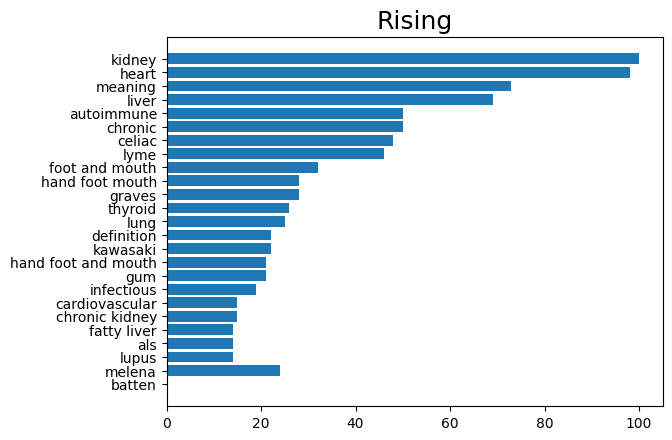 Rising
kidney
heart
meaning
liver
autoimmune
chronic
celiac
lyme
foot and mouth
hand foot mouth
graves
thyroid
lung
definition
kawasaki
hand foot and mouth
gum
infectious
cardiovascular
chronic kidney
fatty liver
als
lupus
melena
batten
0 20 40 60 80 100